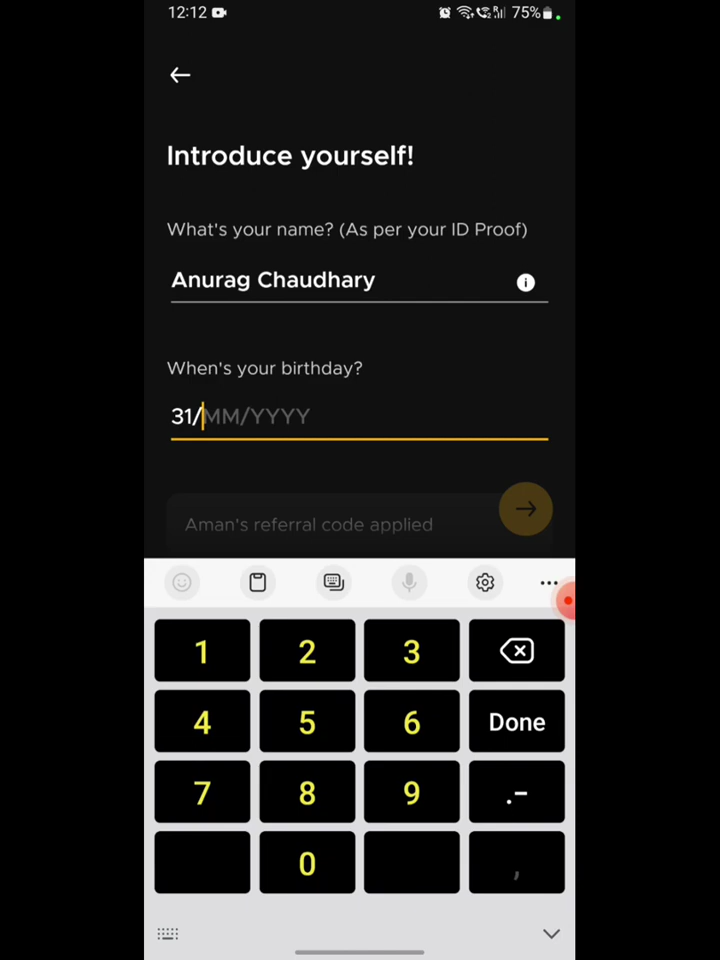 12:12 75%
Introduce yourself!
What's your name? (As per your ID Proof)
Anurag Chaudhary
When's your birthday?
31/MM/YYYY
Aman's referral code applied
1 2 3
4 5 6 Done
7 8 9 .-
0 ,